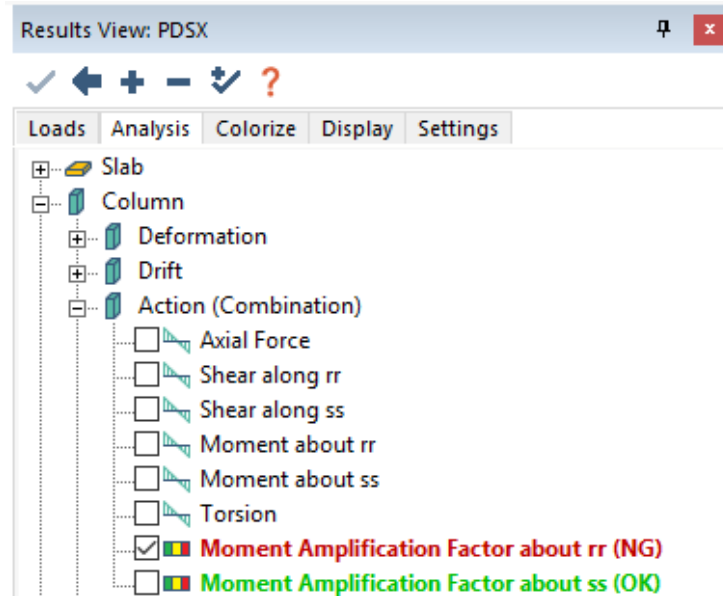 Results View: PDSX
Loads Analysis Colorize Display Settings
Slab
Column
Deformation
Drift
Action (Combination)
Axial Force
Shear along rr
Shear along ss
Moment about rr
Moment about ss
Torsion
Moment Amplification Factor about rr (NG)
Moment Amplification Factor about ss (OK)